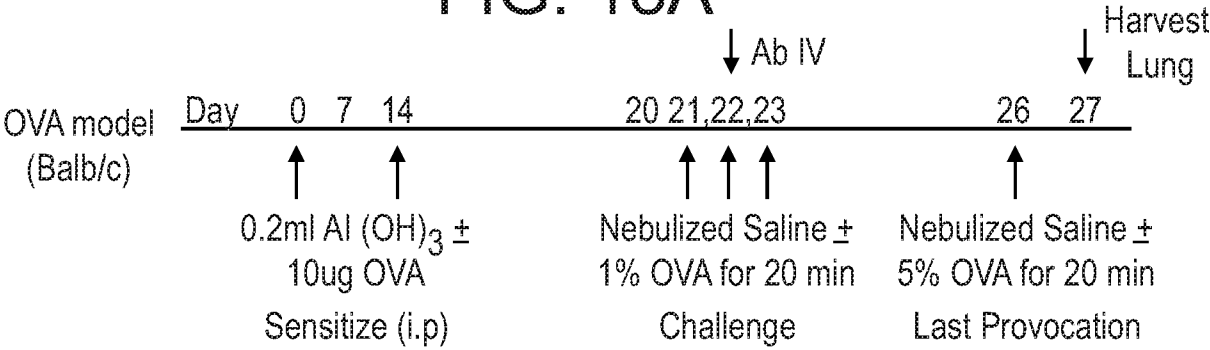 FIG. 18A
Harvest
Lung
Ab IV
OVA model
(Balb/c)
Day 0 7 14 20 21,22,23 26 27
0.2ml Al (OH)3 ±
10ug OVA
Sensitize (i.p)
Nebulized Saline ±
1% OVA for 20 min
Challenge
Nebulized Saline ±
5% OVA for 20 min
Last Provocation